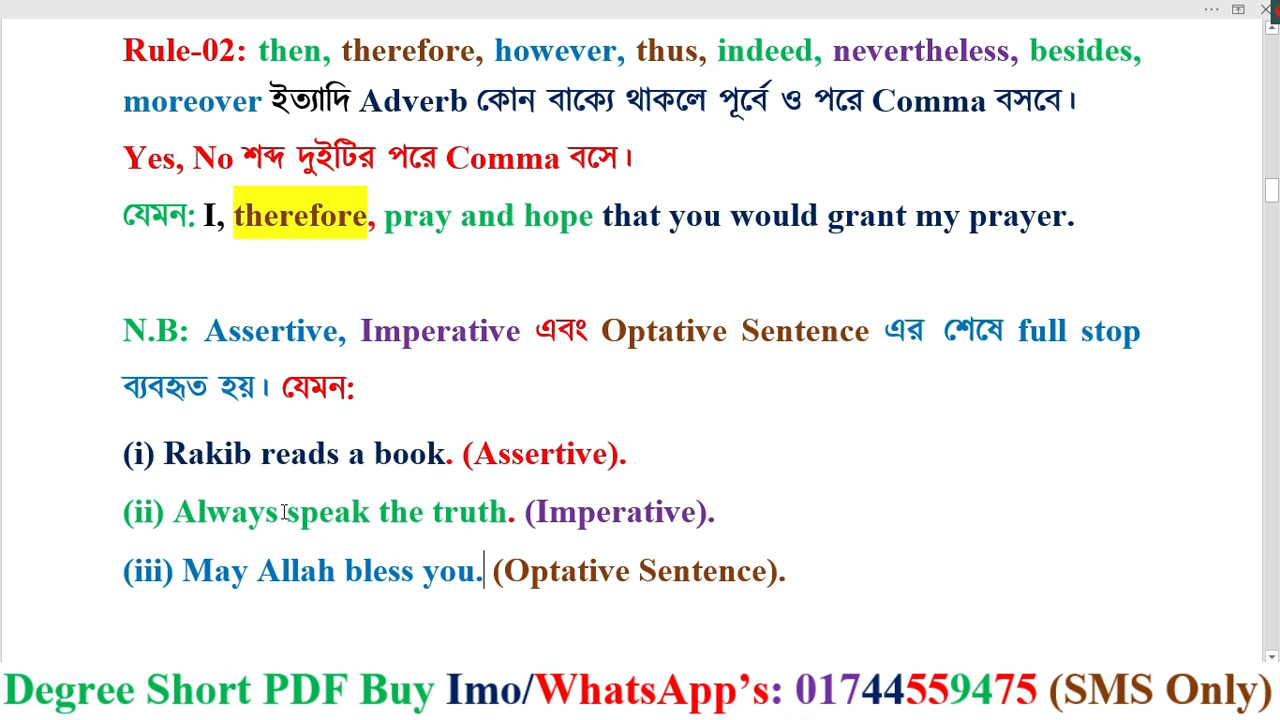 Rule-02: then, therefore, however, thus, indeed, nevertheless, besides,
moreover ইত্যাদি Adverb কোন বাক্যে থাকলে পূর্বে ও পরে Comma বসবে।
Yes, No শব্দ দুইটির পরে Comma বসে।
যেমন: I, therefore, pray and hope that you would grant my prayer.
N.B: Assertive, Imperative এবং Optative Sentence এর শেষে full stop
ব্যবহৃত হয়। যেমন:
(i) Rakib reads a book. (Assertive).
(ii) Always speak the truth. (Imperative).
(iii) May Allah bless you. (Optative Sentence).
Degree Short PDF Buy Imo/WhatsApp's: 01744559475 (SMS Only)